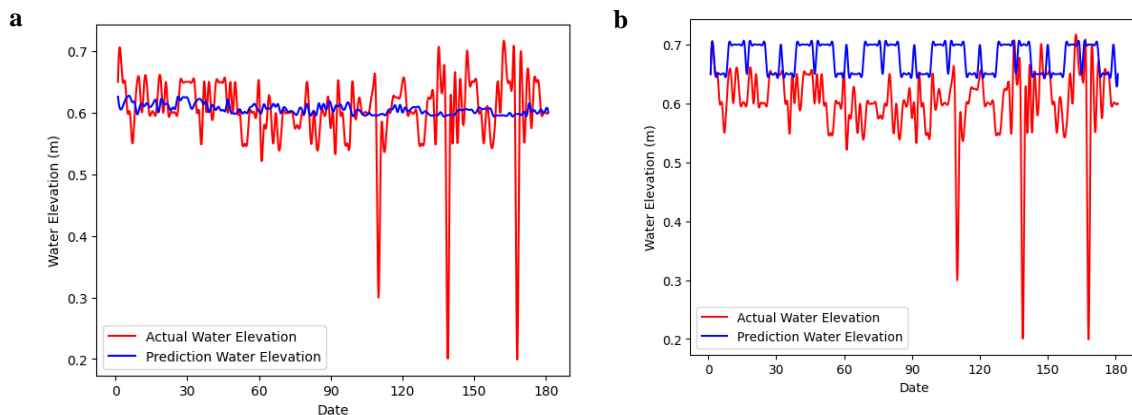 a
0.7
0.6
0.5
0.4
0.3
0.2
Water Elevation (m)
Actual Water Elevation
Prediction Water Elevation
0 30 60 90 120 150 180
Date
b
0.7
0.6
0.5
0.4
0.3
0.2
Water Elevation (m)
Actual Water Elevation
Prediction Water Elevation
0 30 60 90 120 150 180
Date